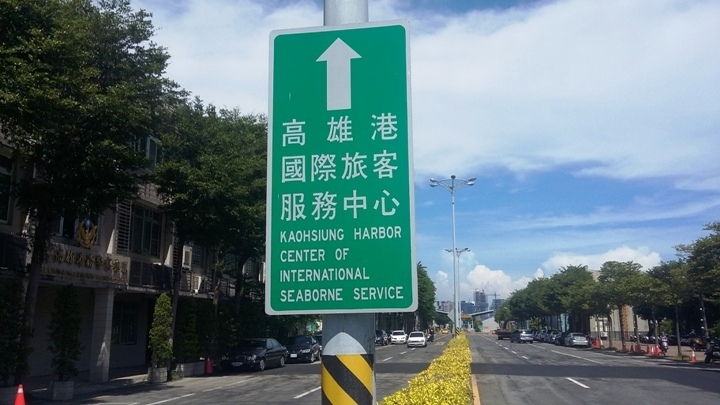 高雄港
國際旅客
服務中心
KAOHSIUNG HARBOR
CENTER OF
INTERNATIONAL
SEABORNE SERVICE